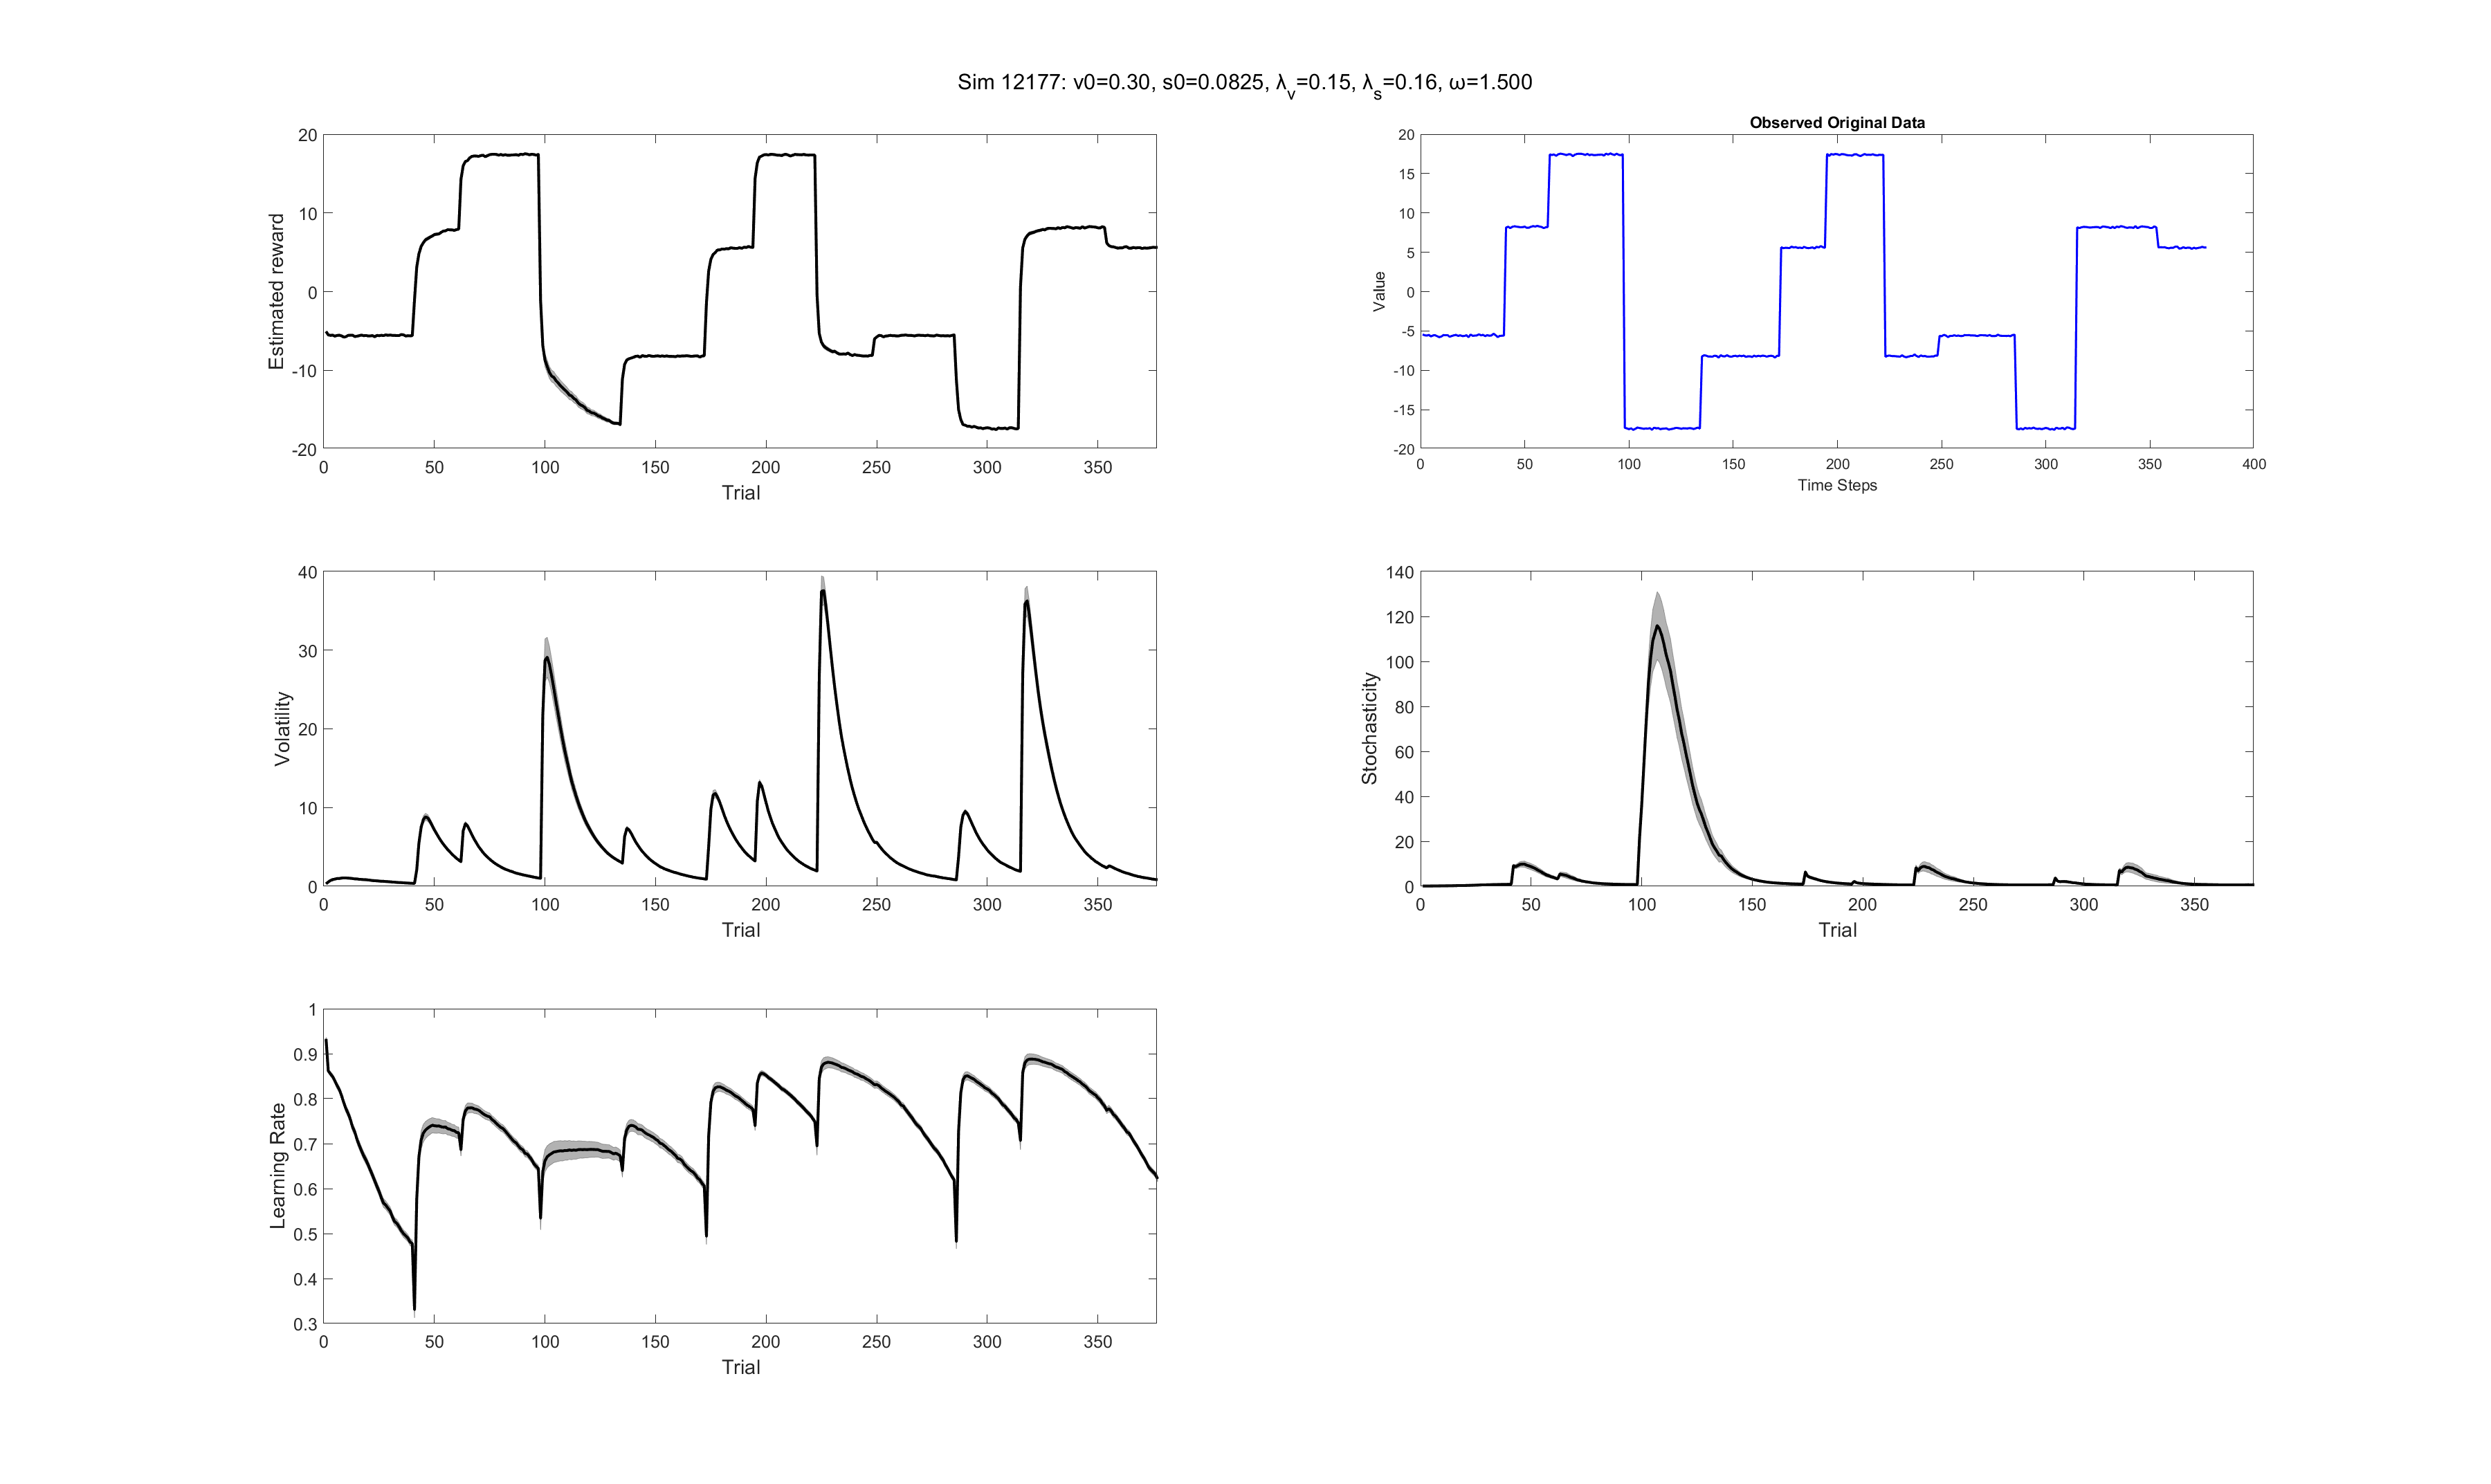 Sim 12177: v0=0.30, s0=0.0825, λv=0.15, λs=0.16, ω=1.500
Estimated reward
20
10
0
-10
-20
0 50 100 150 200 250 300 350
Trial
Observed Original Data
Value
20
15
10
5
0
-5
-10
-15
-20
0 50 100 150 200 250 300 350 400
Time Steps
Volatility
40
30
20
10
0
0 50 100 150 200 250 300 350
Trial
Stochasticity
140
120
100
80
60
40
20
0
0 50 100 150 200 250 300 350
Trial
Learning Rate
1
0.9
0.8
0.7
0.6
0.5
0.4
0.3
0 50 100 150 200 250 300 350
Trial